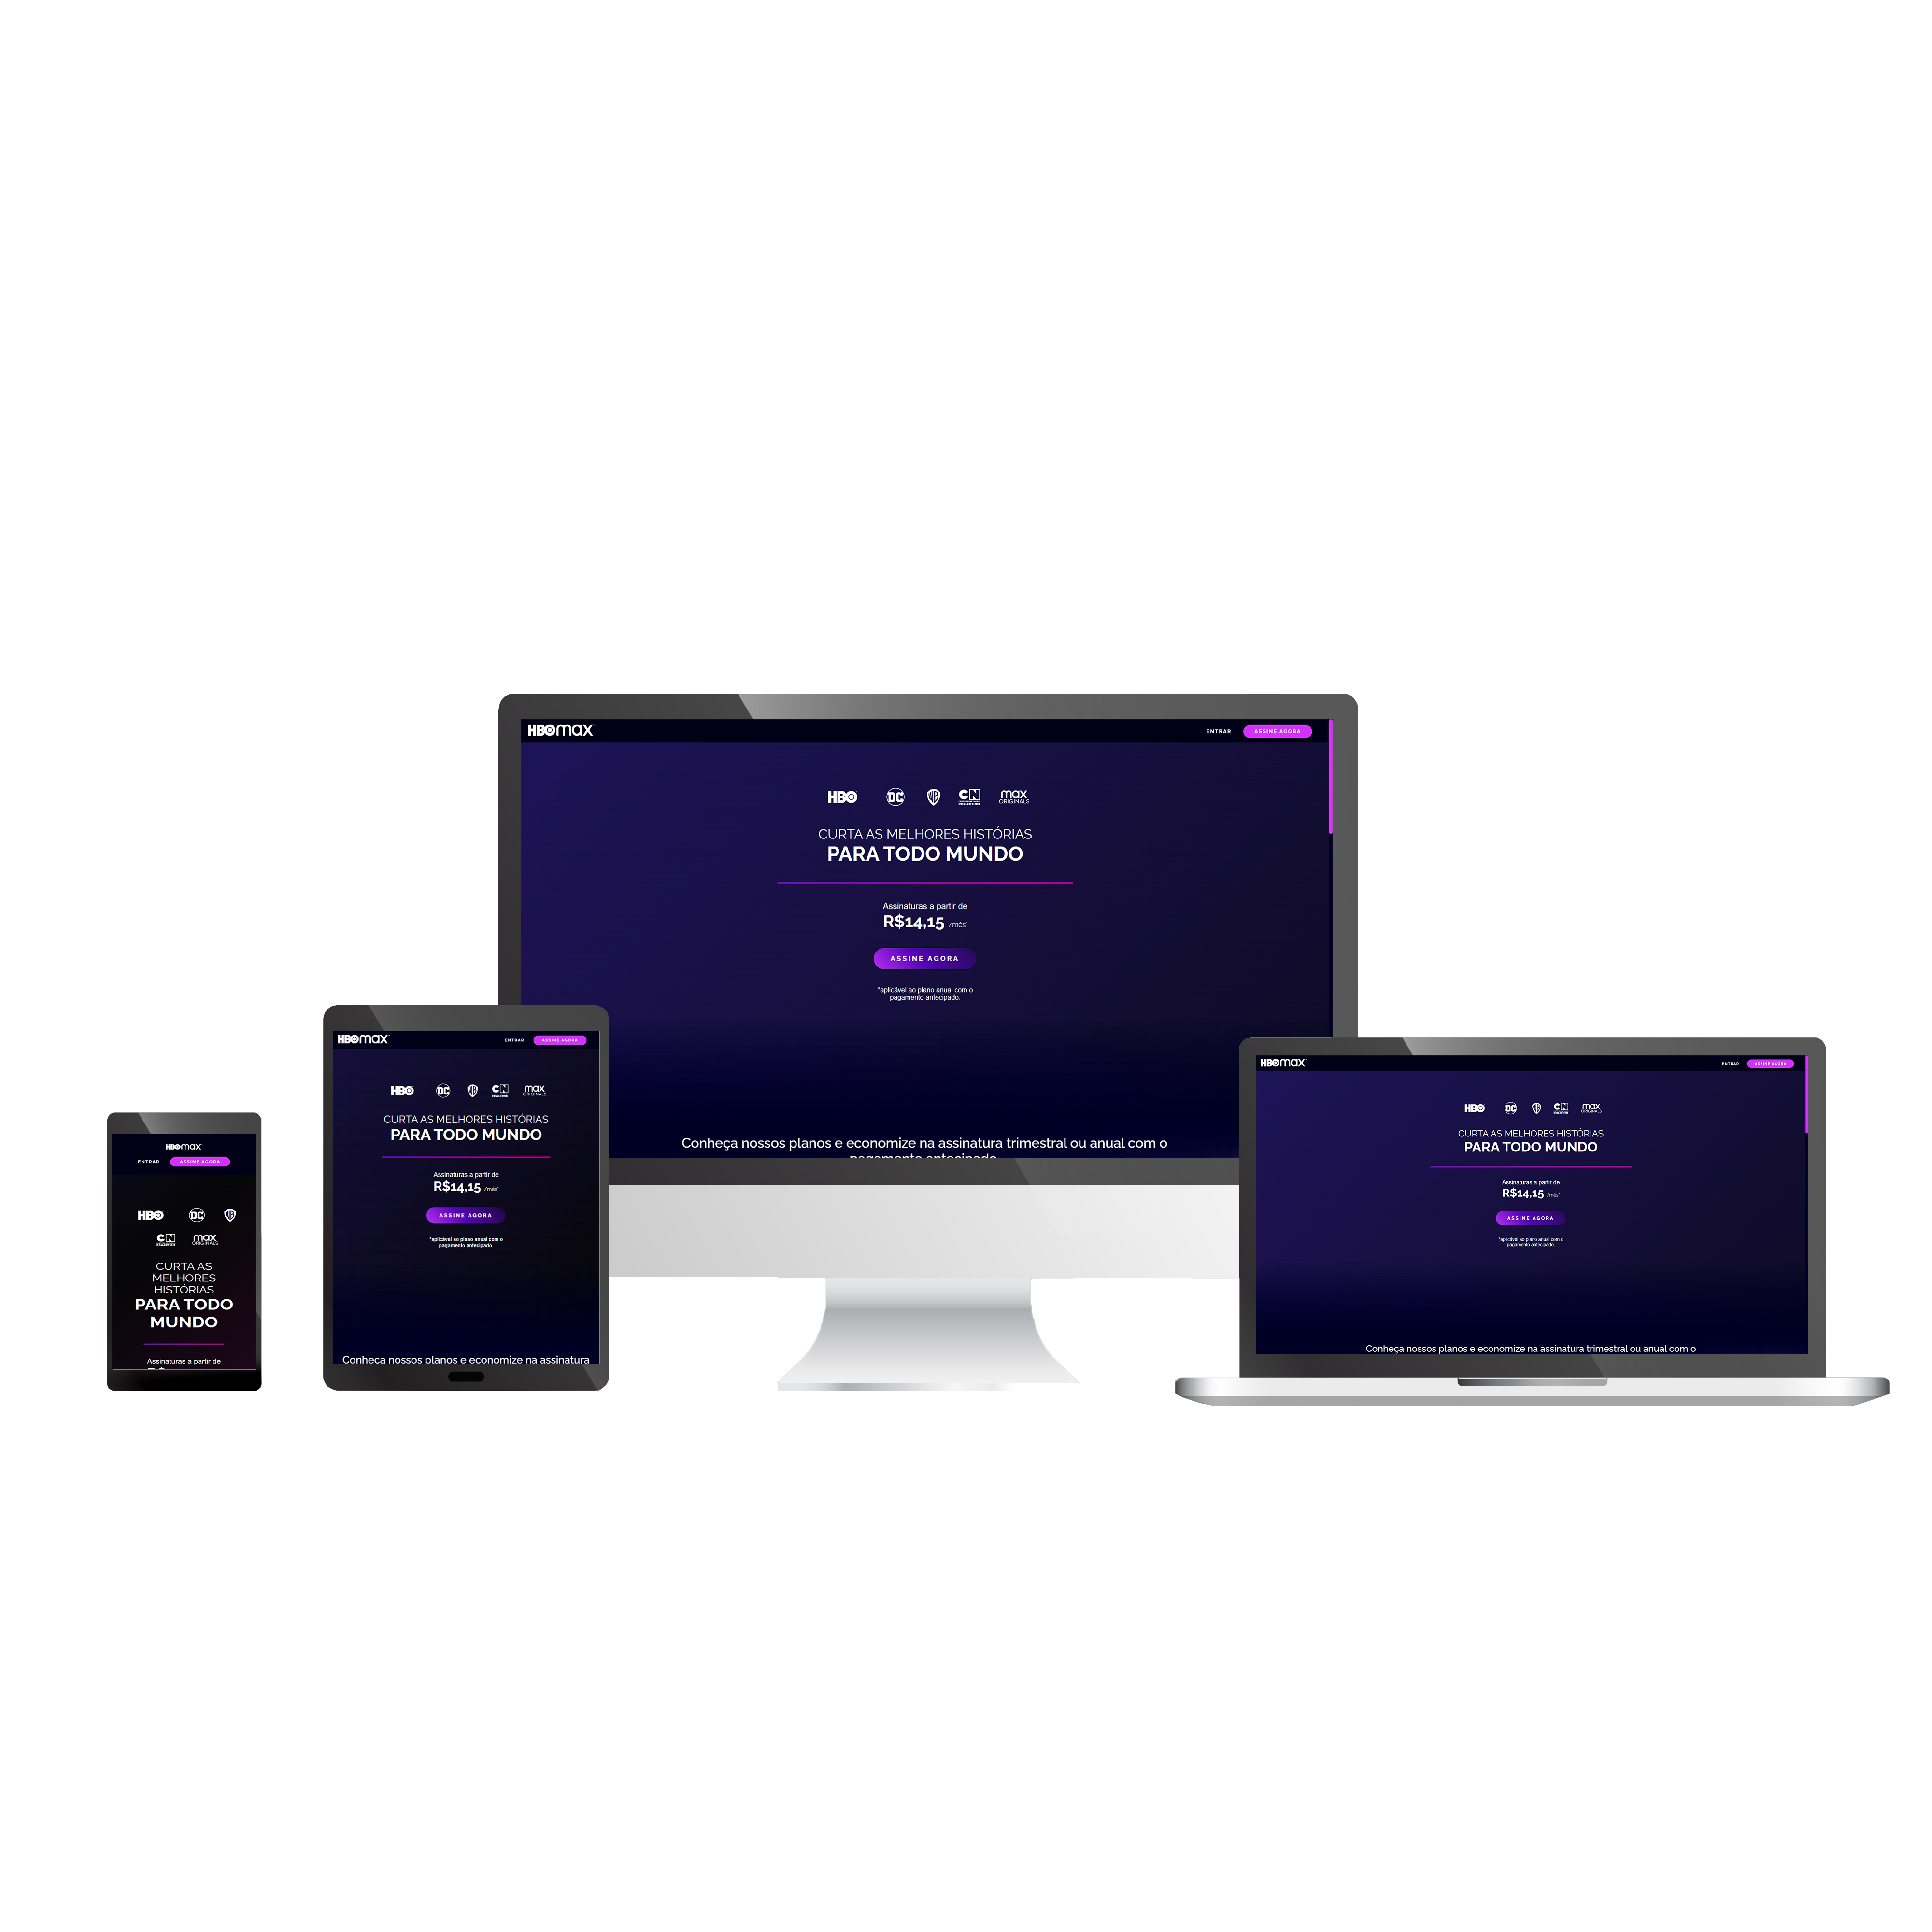 HBOmax
ENTRAR
ASSINE AGORA
HBO
DC
WB
CN
COLLECTION
max
ORIGINALS
CURTA AS MELHORES HISTÓRIAS
PARA TODO MUNDO
Assinaturas a partir de
R$14,15 /mês*
ASSINE AGORA
*aplicável ao plano anual com o
pagamento antecipado.
Conheça nossos planos e economize na assinatura trimestral ou anual com o
pagamento antecipado
HBOmax
ENTRAR
ASSINE AGORA
HBO
DC
WB
CN
max
ORIGINALS
CURTA AS MELHORES HISTÓRIAS
PARA TODO MUNDO
Assinaturas a partir de
R$14,15 /mês*
ASSINE AGORA
*aplicável ao plano anual com o
pagamento antecipado.
Conheça nossos planos e economize na assinatura
HBOmax
ENTRAR
ASSINE AGORA
HBO
DC
WB
CN
max
ORIGINALS
CURTA AS
MELHORES
HISTÓRIAS
PARA TODO
MUNDO
Assinaturas a partir de
HBOmax
ENTRAR
ASSINE AGORA
HBO
DC
WB
CN
max
ORIGINALS
CURTA AS MELHORES HISTÓRIAS
PARA TODO MUNDO
Assinaturas a partir de
R$14,15 /mês*
ASSINE AGORA
*aplicável ao plano anual com o
pagamento antecipado.
Conheça nossos planos e economize na assinatura trimestral ou anual com o